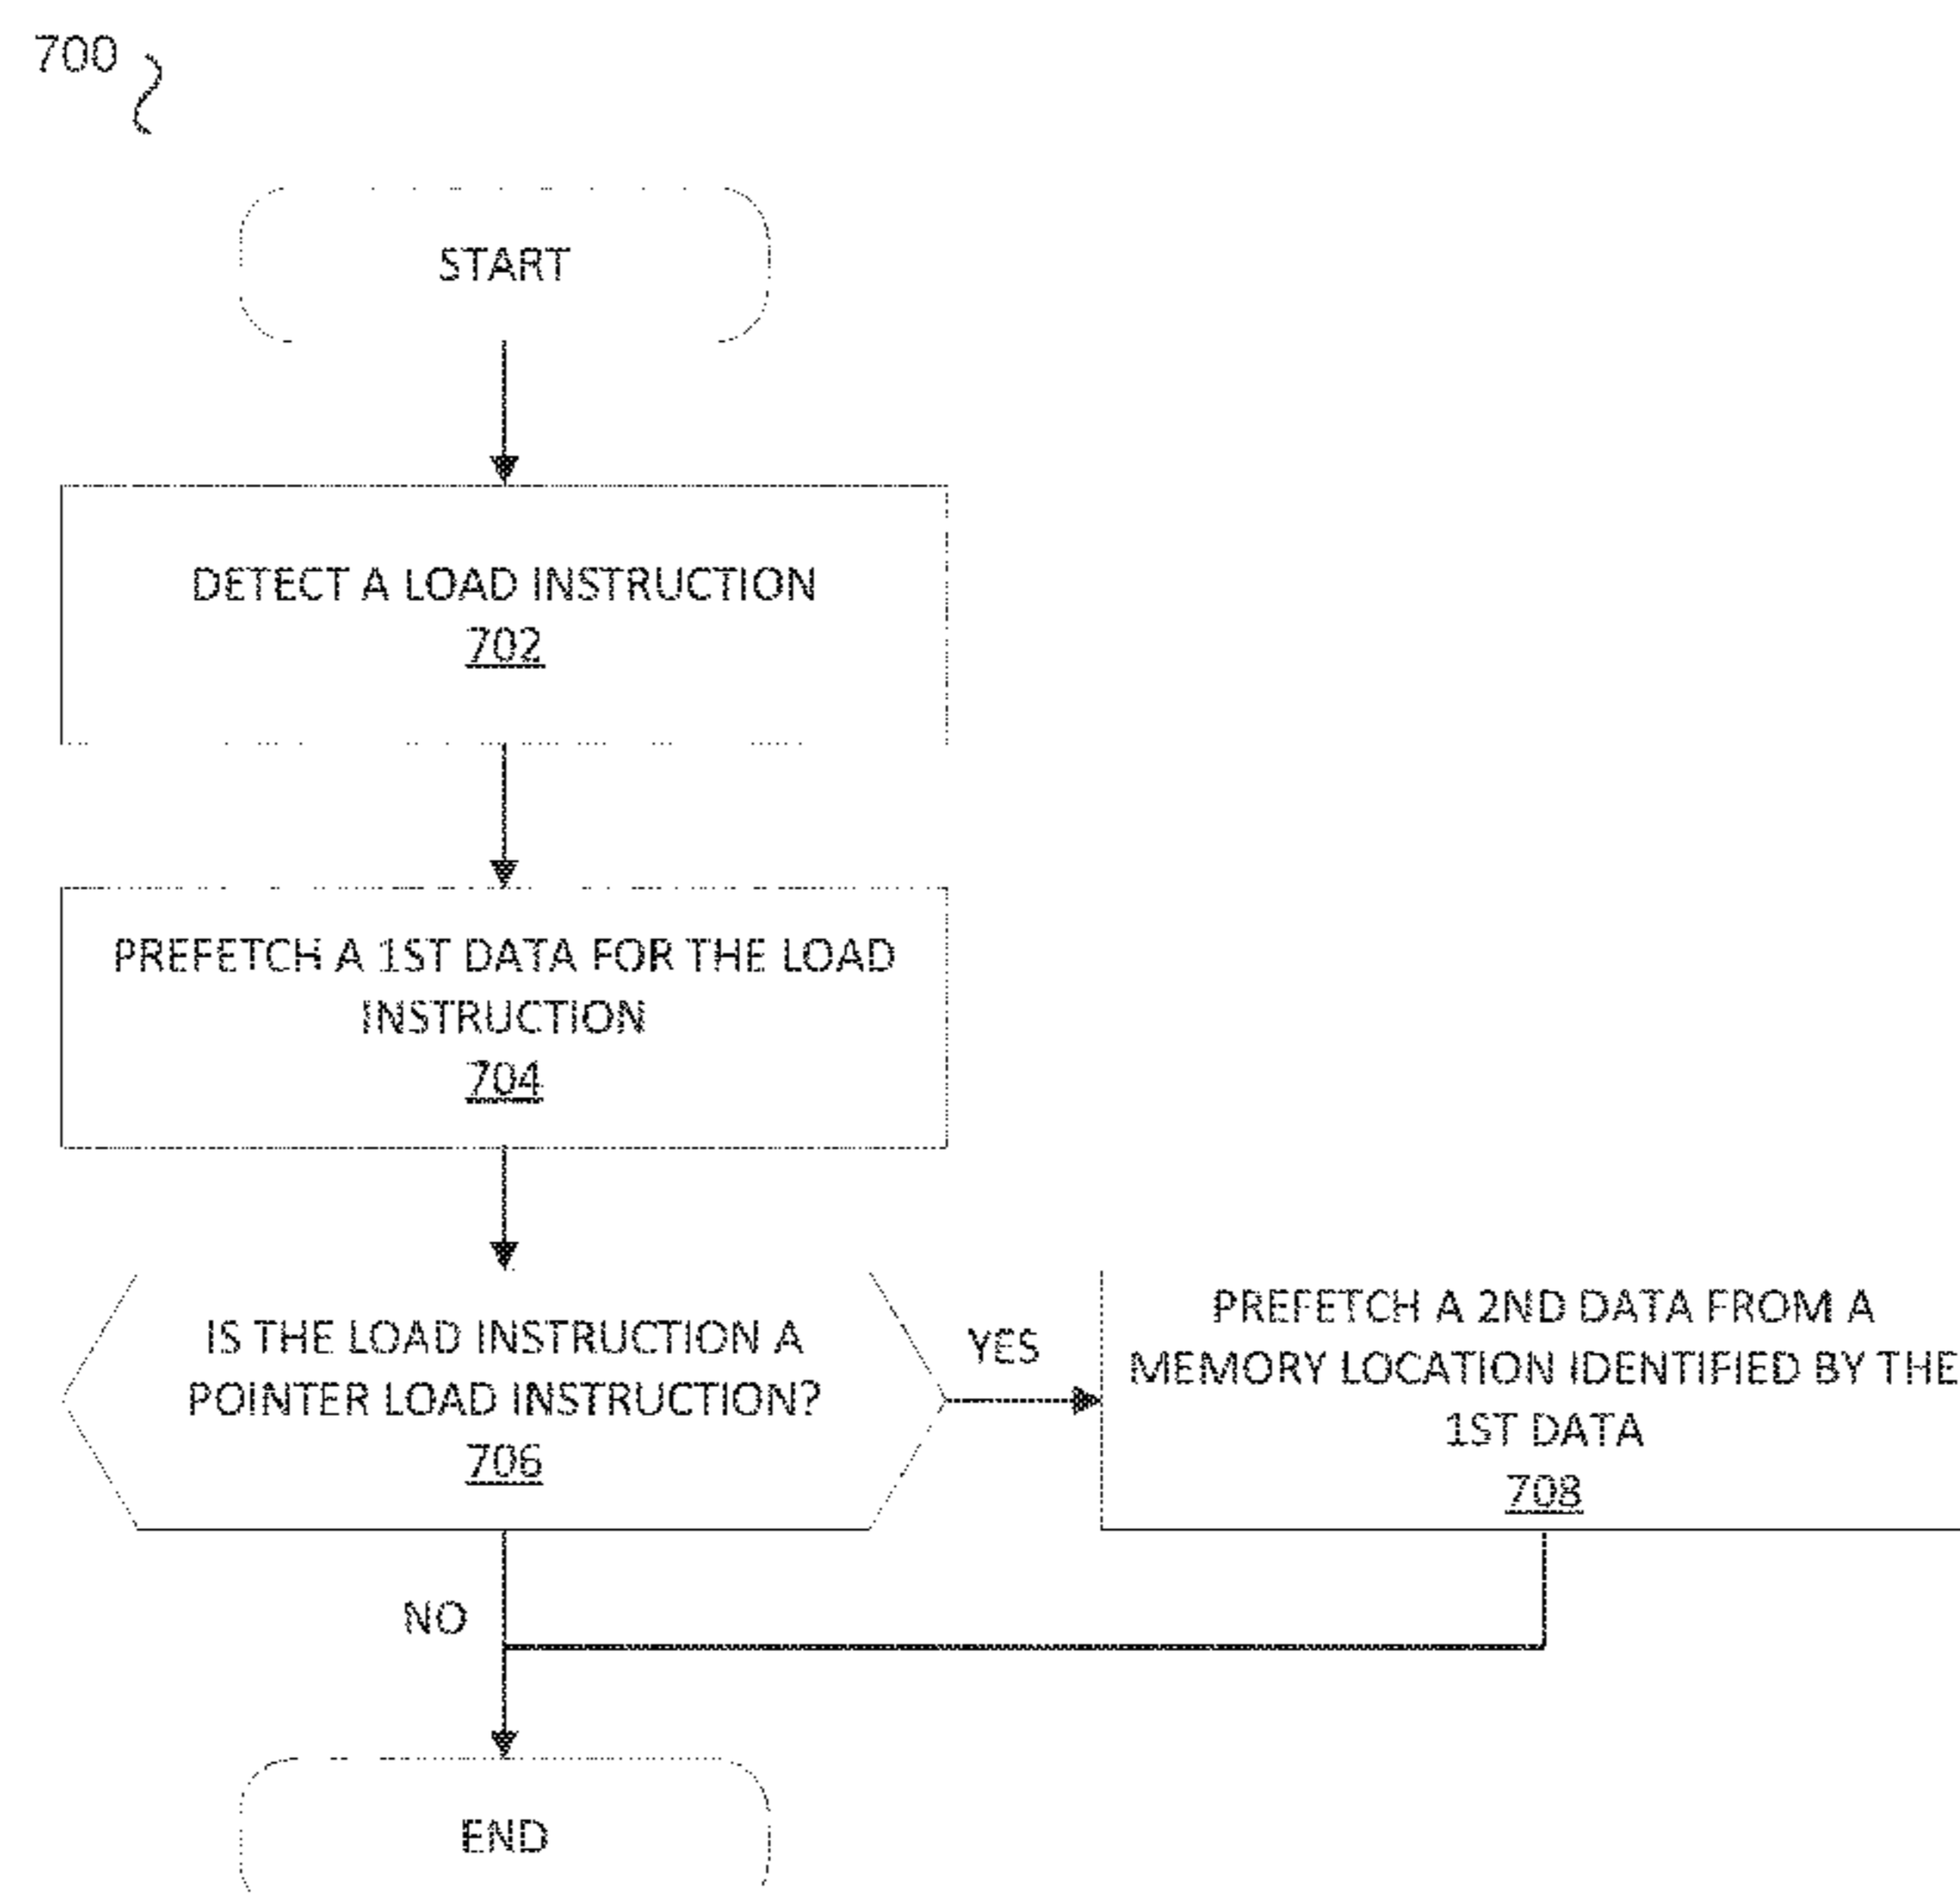 700
START
DETECT A LOAD INSTRUCTION
702
PREFETCH A 1ST DATA FOR THE LOAD
INSTRUCTION
704
IS THE LOAD INSTRUCTION A
POINTER LOAD INSTRUCTION?
706
YES
PREFETCH A 2ND DATA FROM A
MEMORY LOCATION IDENTIFIED BY THE
1ST DATA
708
NO
END